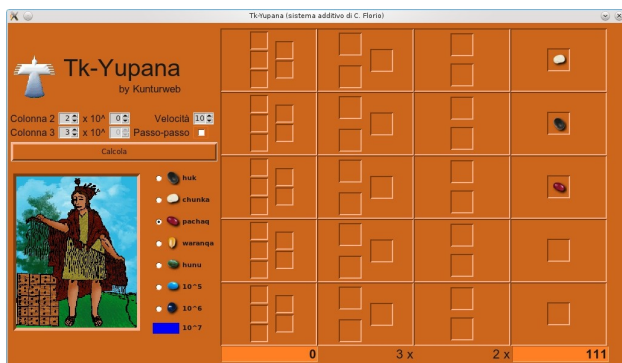 Tk-Yupana (sistema additivo di C. Florio)
Tk-Yupana
by Kunturweb
Colonna 2 2 x 10^ 0 Velocità 10
Colonna 3 3 x 10^ 0 Passo-passo
Calcola
huk
chunka
pachaq
waranqa
hunu
10^5
10^6
10^7
0 3 x 2 x 111